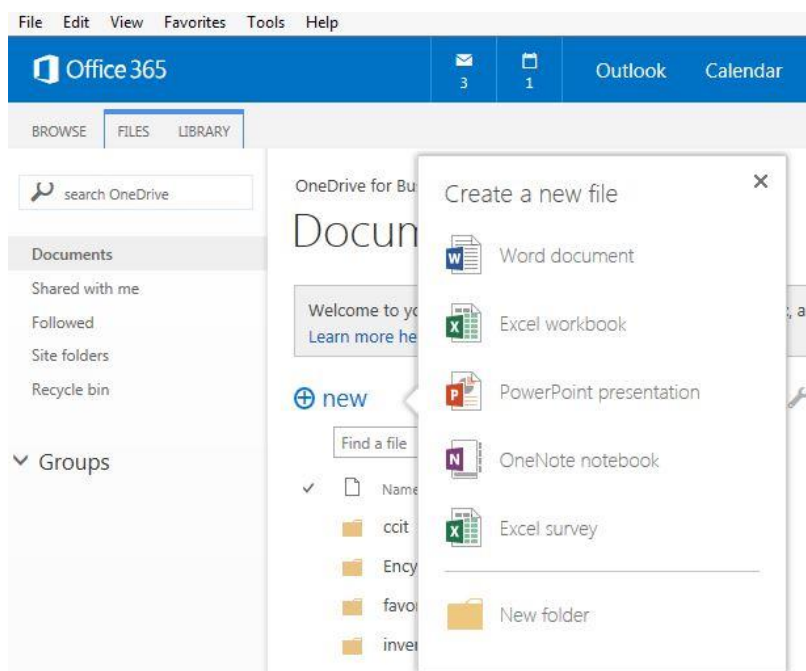 File Edit View Favorites Tools Help
Office 365
3
1
Outlook Calendar
BROWSE FILES LIBRARY
search OneDrive
Documents
Shared with me
Followed
Site folders
Recycle bin
Groups
OneDrive for Bu
Docum
Welcome to yo
Learn more he
new
Find a file
Name
ccit
Ency
favo
inve
Create a new file
Word document
Excel workbook
PowerPoint presentation
OneNote notebook
Excel survey
New folder